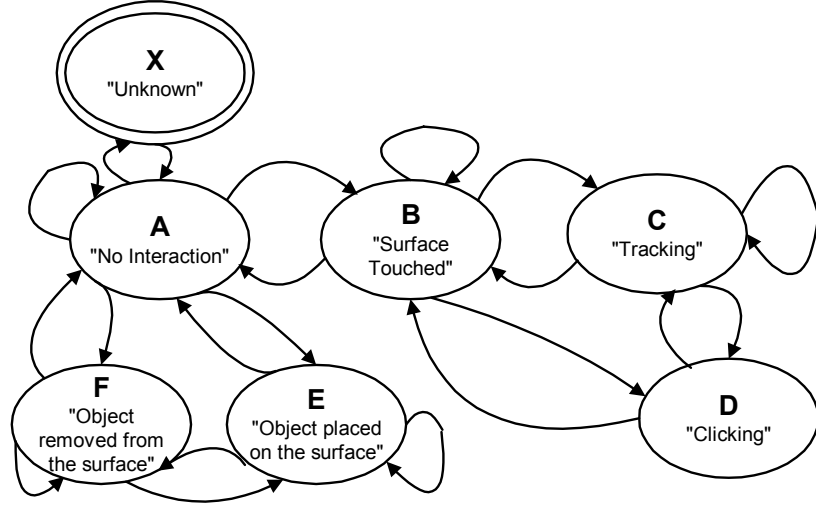 X
"Unknown"
A
"No Interaction"
B
"Surface
Touched"
C
"Tracking"
F
"Object
removed from
the surface"
E
"Object placed
on the surface"
D
"Clicking"